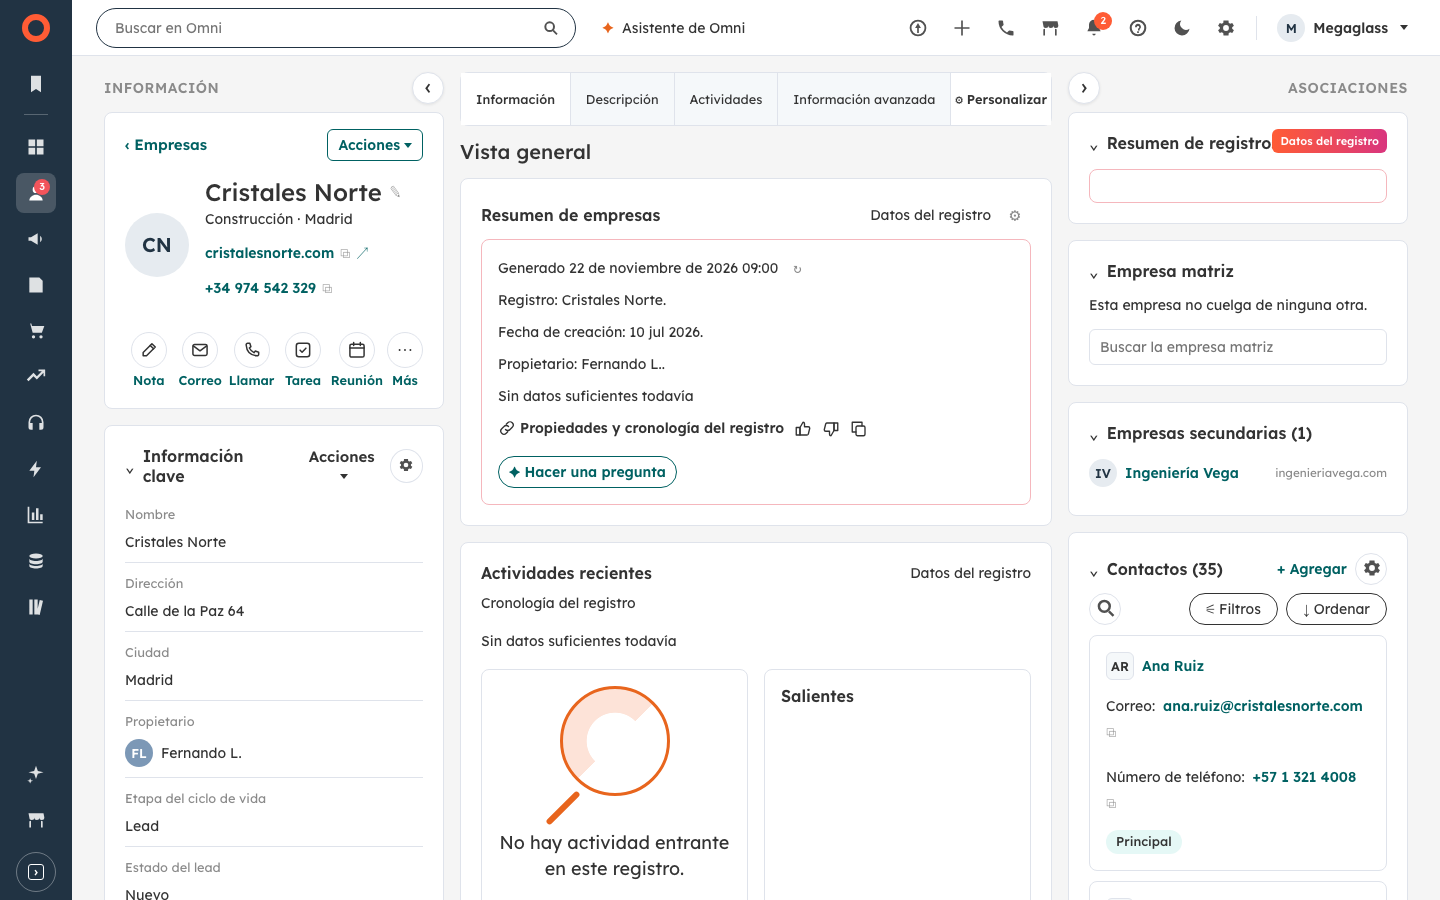 Buscar en Omni
Asistente de Omni
2
M
Megaglass
3
INFORMACIÓN
‹ Empresas
Acciones
CN
Cristales Norte
Construcción · Madrid
cristalesnorte.com
+34 974 542 329
Nota
Correo
Llamar
Tarea
Reunión
Más
Información clave
Acciones
Nombre
Cristales Norte
Dirección
Calle de la Paz 64
Ciudad
Madrid
Propietario
FL
Fernando L.
Etapa del ciclo de vida
Lead
Estado del lead
Nuevo
Información
Descripción
Actividades
Información avanzada
Personalizar
Vista general
Resumen de empresas
Datos del registro
Generado 22 de noviembre de 2026 09:00
Registro: Cristales Norte.
Fecha de creación: 10 jul 2026.
Propietario: Fernando L..
Sin datos suficientes todavía
Propiedades y cronología del registro
Hacer una pregunta
Actividades recientes
Datos del registro
Cronología del registro
Sin datos suficientes todavía
No hay actividad entrante
en este registro.
Salientes
ASOCIACIONES
Resumen de registro
Datos del registro
Empresa matriz
Esta empresa no cuelga de ninguna otra.
Buscar la empresa matriz
Empresas secundarias (1)
IV
Ingeniería Vega
ingenieriavega.com
Contactos (35)
+ Agregar
Filtros
↓ Ordenar
AR
Ana Ruiz
Correo: ana.ruiz@cristalesnorte.com
Número de teléfono: +57 1 321 4008
Principal